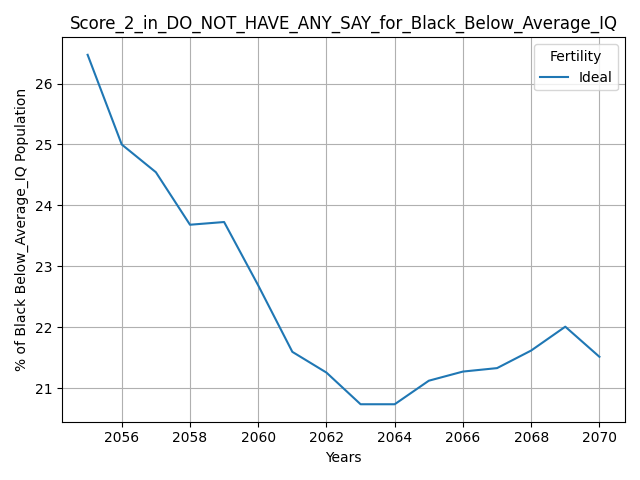 Score_2_in_DO_NOT_HAVE_ANY_SAY_for_Black_Below_Average_IQ
Fertility
Ideal
26
25
24
23
22
21
% of Black Below_Average_IQ Population
2056 2058 2060 2062 2064 2066 2068 2070
Years